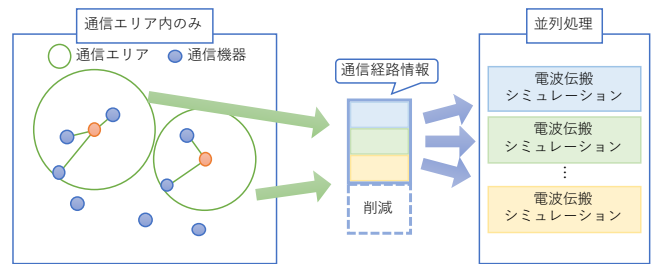 通信エリア内のみ
通信エリア
通信機器
通信経路情報
削減
並列処理
電波伝搬
シミュレーション
電波伝搬
シミュレーション
⋮
電波伝搬
シミュレーション